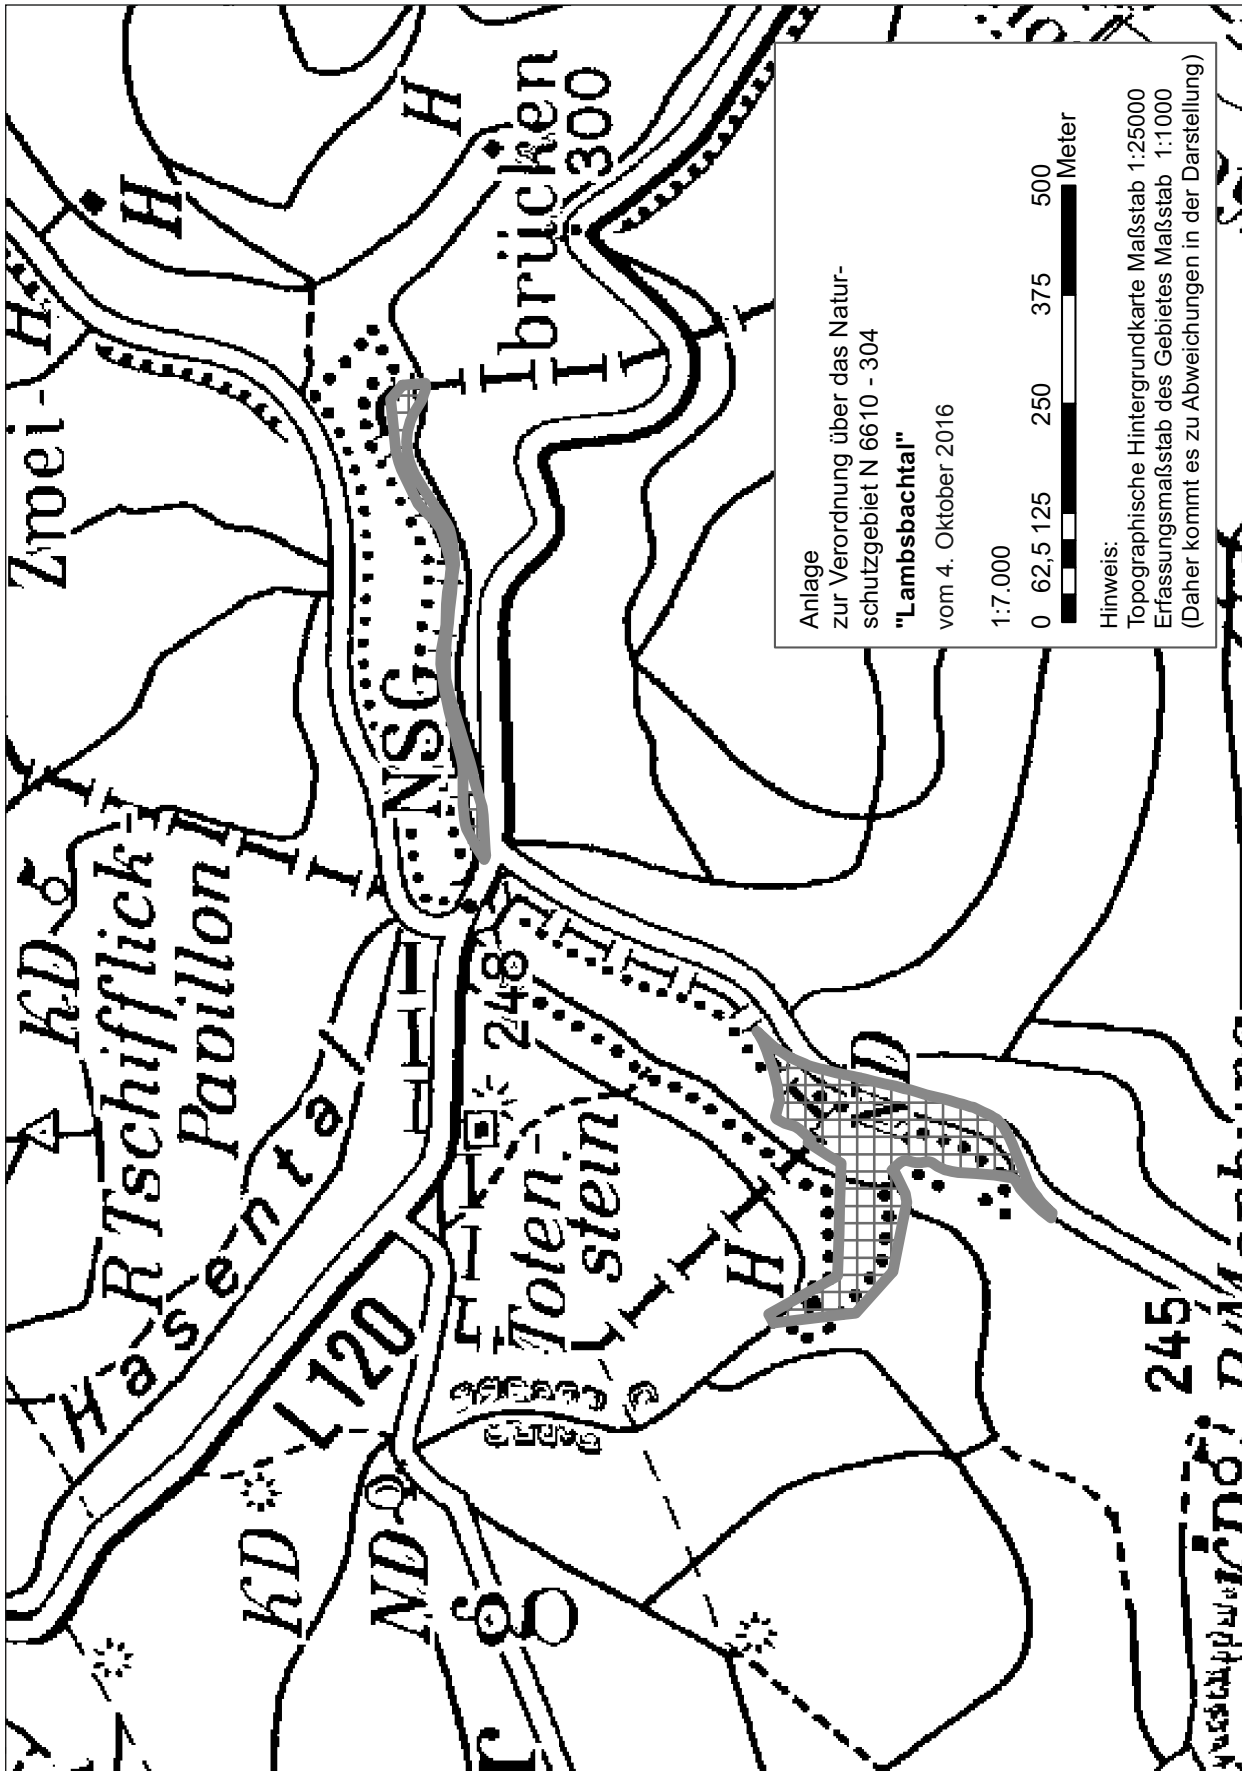 Anlage
zur Verordnung über das Natur-
schutzgebiet N 6610 - 304
"Lambsbachtal"
vom 4. Oktober 2016
1:7.000
0 62,5 125 250 375 500
Meter
Hinweis:
Topographische Hintergrundkarte Maßstab 1:25000
Erfassungsmaßstab des Gebietes Maßstab 1:1000
(Daher kommt es zu Abweichungen in der Darstellung)
Zwei-
brücken
H
H
H
300
NSG
KD
R Tschifflick
Pavillon
Hasental
L 120
248
Toten-
stein
H
ND
KD
ND
245